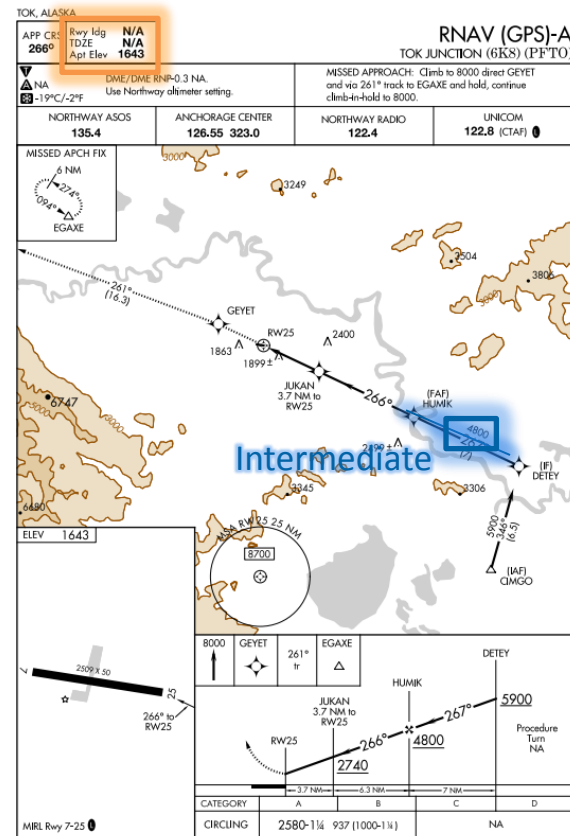 TOK, ALASKA
APP CRS
266°
Rwy ldg N/A
TDZE N/A
Apt Elev 1643
RNAV (GPS)-A
TOK JUNCTION (6K8) (PFTO)
T
A NA
-19°C/-2°F
DME/DME RNP-0.3 NA.
Use Northway altimeter setting.
MISSED APPROACH: Climb to 8000 direct GEYET
and via 261° track to EGAXE and hold, continue
climb-in-hold to 8000.
NORTHWAY ASOS
135.4
ANCHORAGE CENTER
126.55 323.0
NORTHWAY RADIO
122.4
UNICOM
122.8 (CTAF) L
MISSED APCH FIX
6 NM
274°
094°
EGAXE
3000
3249
3504
3806
3000
261°
(16.3)
GEYET
RW25
2400
1863
1899±
JUKAN
3.7 NM to
RW25
266°
(FAF)
HUMIK
4800
267°
(7)
2499±
Intermediate
(IF)
DETEY
6747
5000
3000
3345
3306
6680
5900
346°
(6.5)
(IAF)
CIMGO
MSA RW25 25 NM
8700
ELEV 1643
7
2509 X 50
25
266° to
RW25
MIRL Rwy 7-25 L
8000
GEYET
261°
tr
EGAXE
DETEY
HUMIK
JUKAN
3.7 NM to
RW25
RW25
5900
267°
266°
4800
2740
Procedure
Turn
NA
3.7 NM
6.3 NM
7 NM
CATEGORY A B C D
CIRCLING 2580-1¼ 937 (1000-1¼) NA